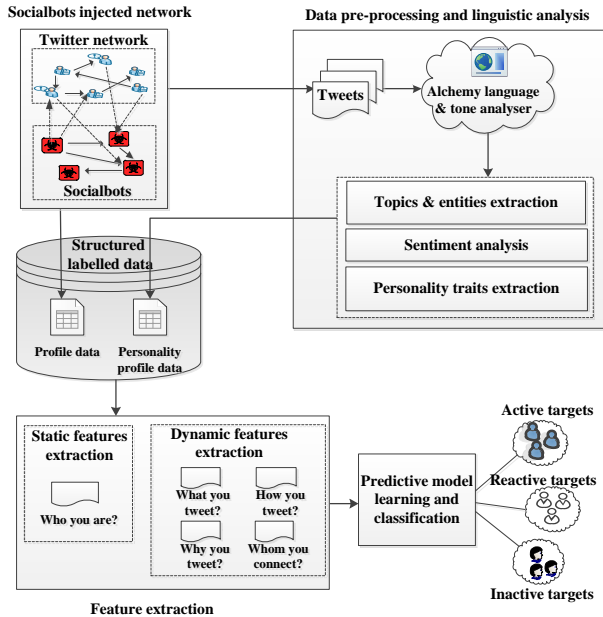 Socialbots injected network
Twitter network
Socialbots
Data pre-processing and linguistic analysis
Tweets
Alchemy language
& tone analyser
Topics & entities extraction
Sentiment analysis
Personality traits extraction
Structured
labelled data
Profile data
Personality
profile data
Static features
extraction
Who you are?
Dynamic features
extraction
What you
tweet?
How you
tweet?
Why you
tweet?
Whom you
connect?
Feature extraction
Predictive model
learning and
classification
Active targets
Reactive targets
Inactive targets